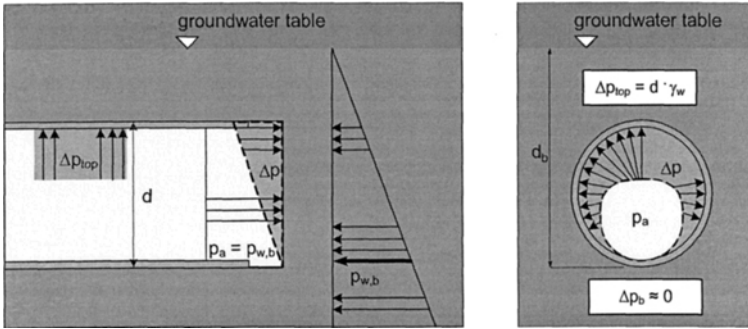 groundwater table
Δp_top
d
Δp
p_a = p_w,b
p_w,b
groundwater table
Δp_top = d · γ_w
d_b
Δp
p_a
Δp_b ≈ 0